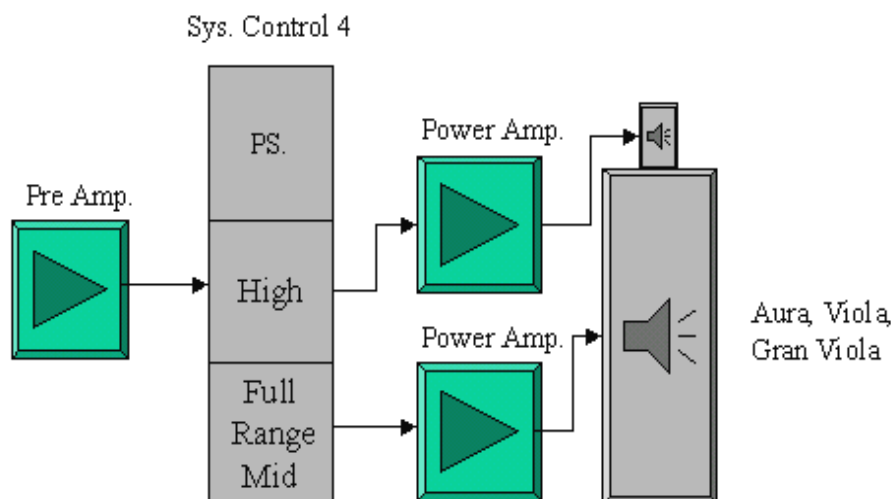 Sys. Control 4
PS.
Power Amp.
Pre Amp.
High
Power Amp.
Aura, Viola,
Gran Viola
Full
Range
Mid